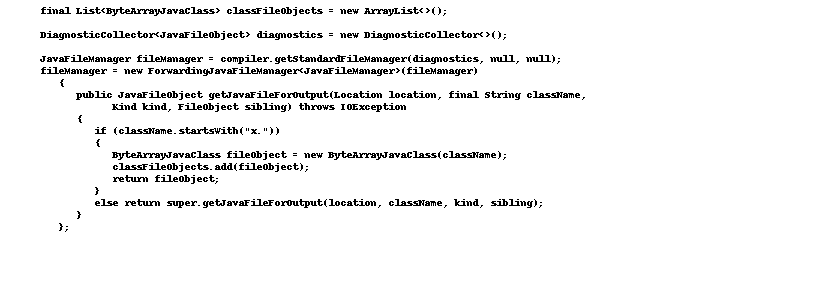 final List<ByteArrayJavaClass> classFileObjects = new ArrayList<>();
DiagnosticCollector<JavaFileObject> diagnostics = new DiagnosticCollector<>();
JavaFileManager fileManager = compiler.getStandardFileManager(diagnostics, null, null);
fileManager = new ForwardingJavaFileManager<JavaFileManager>(fileManager)
{
public JavaFileObject getJavaFileForOutput(Location location, final String className,
Kind kind, FileObject sibling) throws IOException
{
if (className.startsWith("x."))
{
ByteArrayJavaClass fileObject = new ByteArrayJavaClass(className);
classFileObjects.add(fileObject);
return fileObject;
}
else return super.getJavaFileForOutput(location, className, kind, sibling);
}
};